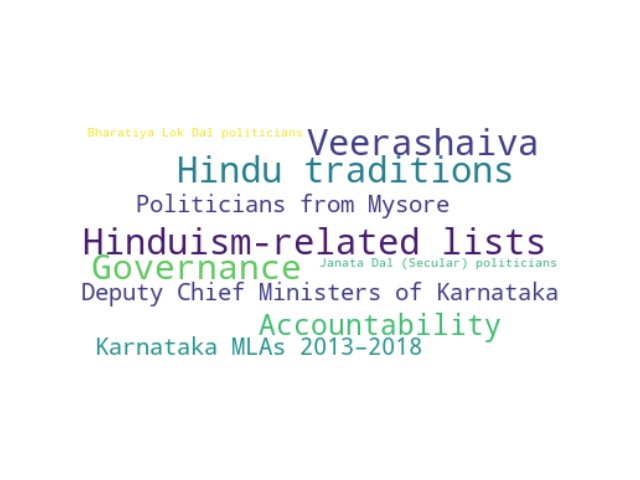 Bharatiya Lok Dal politicians
Veerashaiva
Hindu traditions
Politicians from Mysore
Hinduism-related lists
Governance
Janata Dal (Secular) politicians
Deputy Chief Ministers of Karnataka
Accountability
Karnataka MLAs 2013–2018